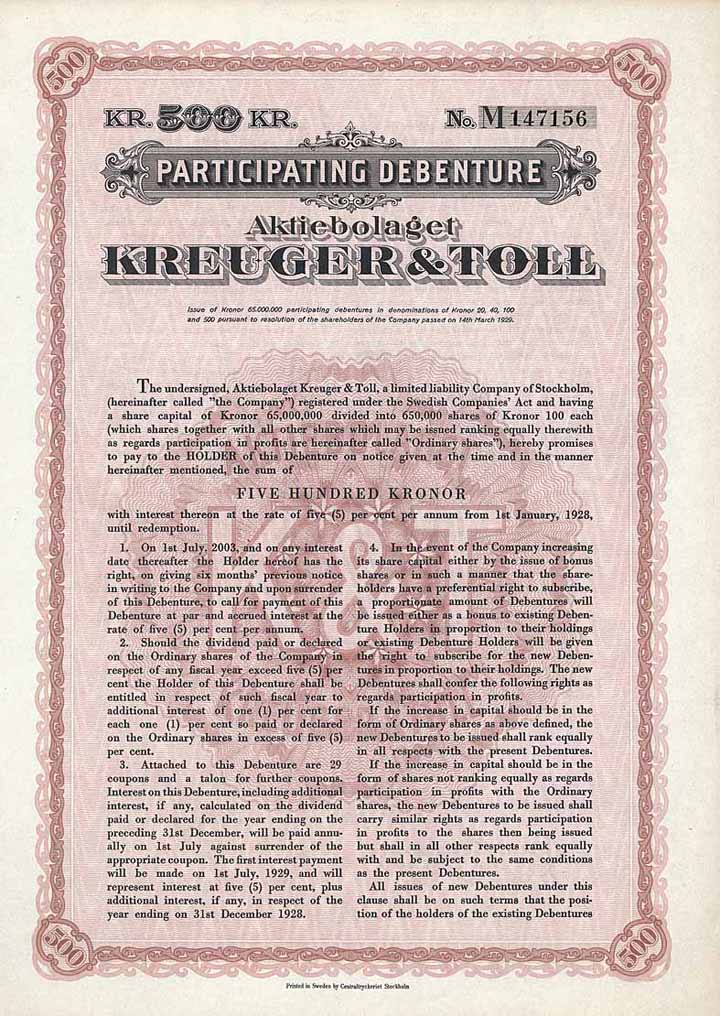 500 500
KR. 500 KR. No. M 147156
PARTICIPATING DEBENTURE
Aktiebolaget
KREUGER & TOLL
Issue of Kronor 65.000.000 participating debentures in denominations of Kronor 20, 40, 100
and 500 pursuant to resolution of the shareholders of the Company passed on 14th March 1929.
The undersigned, Aktiebolaget Kreuger & Toll, a limited liability Company of Stockholm,
(hereinafter called "the Company") registered under the Swedish Companies' Act and having
a share capital of Kronor 65,000,000 divided into 650,000 shares of Kronor 100 each
(which shares together with all other shares which may be issued ranking equally therewith
as regards participation in profits are hereinafter called "Ordinary shares"), hereby promises
to pay to the HOLDER of this Debenture on notice given at the time and in the manner
hereinafter mentioned, the sum of
FIVE HUNDRED KRONOR
with interest thereon at the rate of five (5) per cent per annum from 1st January, 1928,
until redemption.
1. On 1st July, 2003, and on any interest
date thereafter the Holder hereof has the
right, on giving six months' previous notice
in writing to the Company and upon surrender
of this Debenture, to call for payment of this
Debenture at par and accrued interest at the
rate of five (5) per cent per annum.
2. Should the dividend paid or declared
on the Ordinary shares of the Company in
respect of any fiscal year exceed five (5) per
cent the Holder of this Debenture shall be
entitled in respect of such fiscal year to
additional interest of one (1) per cent for
each one (1) per cent so paid or declared
on the Ordinary shares in excess of five (5)
per cent.
3. Attached to this Debenture are 29
coupons and a talon for further coupons.
Interest on this Debenture, including additional
interest, if any, calculated on the dividend
paid or declared for the year ending on the
preceding 31st December, will be paid annu-
ally on 1st July against surrender of the
appropriate coupon. The first interest payment
will be made on 1st July, 1929, and will
represent interest at five (5) per cent, plus
additional interest, if any, in respect of the
year ending on 31st December 1928.
4. In the event of the Company increasing
its share capital either by the issue of bonus
shares or in such a manner that the share-
holders have a preferential right to subscribe,
a proportionate amount of Debentures will
be issued either as a bonus to existing Deben-
ture Holders in proportion to their holdings
or existing Debenture Holders will be given
the right to subscribe for the new Deben-
tures in proportion to their holdings. The new
Debentures shall confer the following rights as
regards participation in profits.
If the increase in capital should be in the
form of Ordinary shares as above defined, the
new Debentures to be issued shall rank equally
in all respects with the present Debentures.
If the increase in capital should be in the
form of shares not ranking equally as regards
participation in profits with the Ordinary
shares, the new Debentures to be issued shall
carry similar rights as regards participation
in profits to the shares then being issued
but shall in all other respects rank equally
with and be subject to the same conditions
as the present Debentures.
All issues of new Debentures under this
clause shall be on such terms that the posi-
tion of the holders of the existing Debentures
500 500
Printed in Sweden by Centraltryckeriet Stockholm